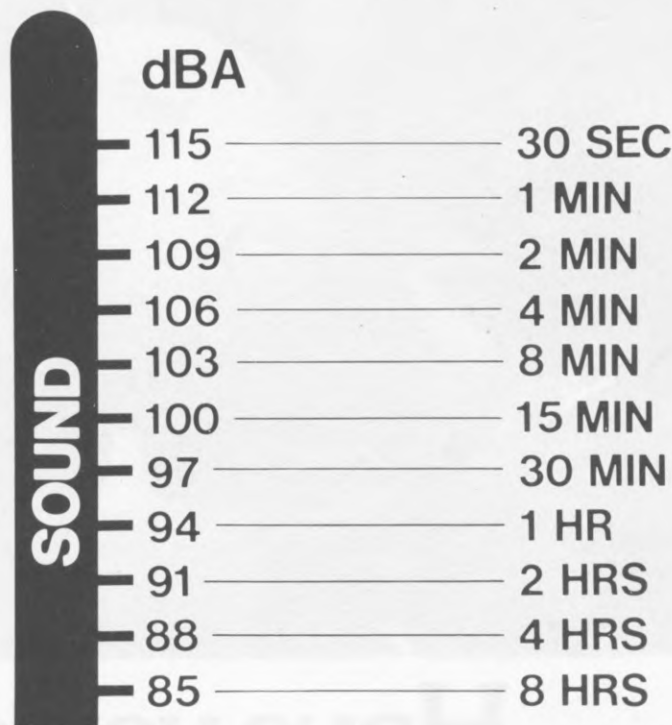 dBA
115 30 SEC
112 1 MIN
109 2 MIN
106 4 MIN
103 8 MIN
100 15 MIN
97 30 MIN
94 1 HR
91 2 HRS
88 4 HRS
85 8 HRS
SOUND